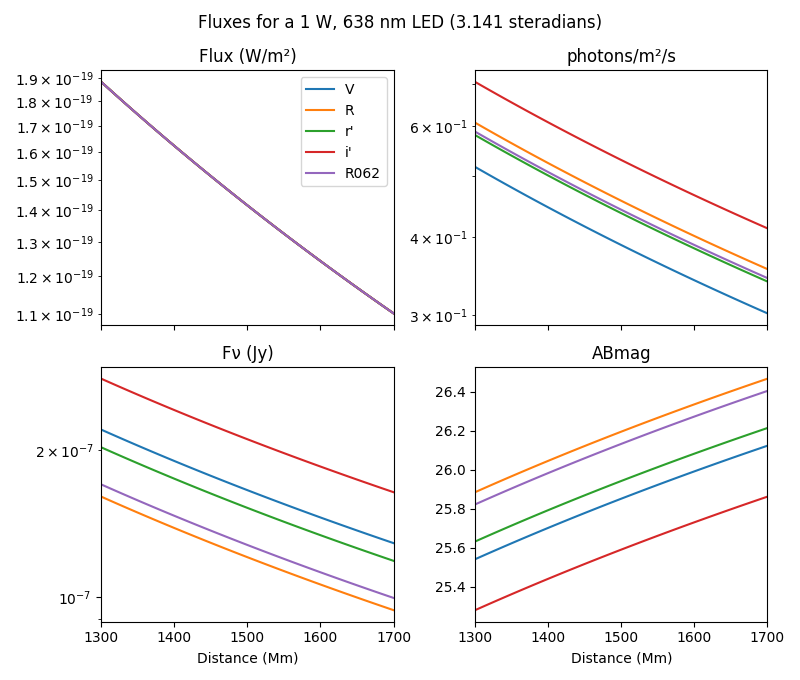 Fluxes for a 1 W, 638 nm LED (3.141 steradians)
Flux (W/m²)
1.9 × 10⁻¹⁹
1.8 × 10⁻¹⁹
1.7 × 10⁻¹⁹
1.6 × 10⁻¹⁹
1.5 × 10⁻¹⁹
1.4 × 10⁻¹⁹
1.3 × 10⁻¹⁹
1.2 × 10⁻¹⁹
1.1 × 10⁻¹⁹
V
R
r'
i'
R062
photons/m²/s
6 × 10⁻¹
4 × 10⁻¹
3 × 10⁻¹
Fν (Jy)
2 × 10⁻⁷
10⁻⁷
1300 1400 1500 1600 1700
Distance (Mm)
ABmag
26.4
26.2
26.0
25.8
25.6
25.4
1300 1400 1500 1600 1700
Distance (Mm)